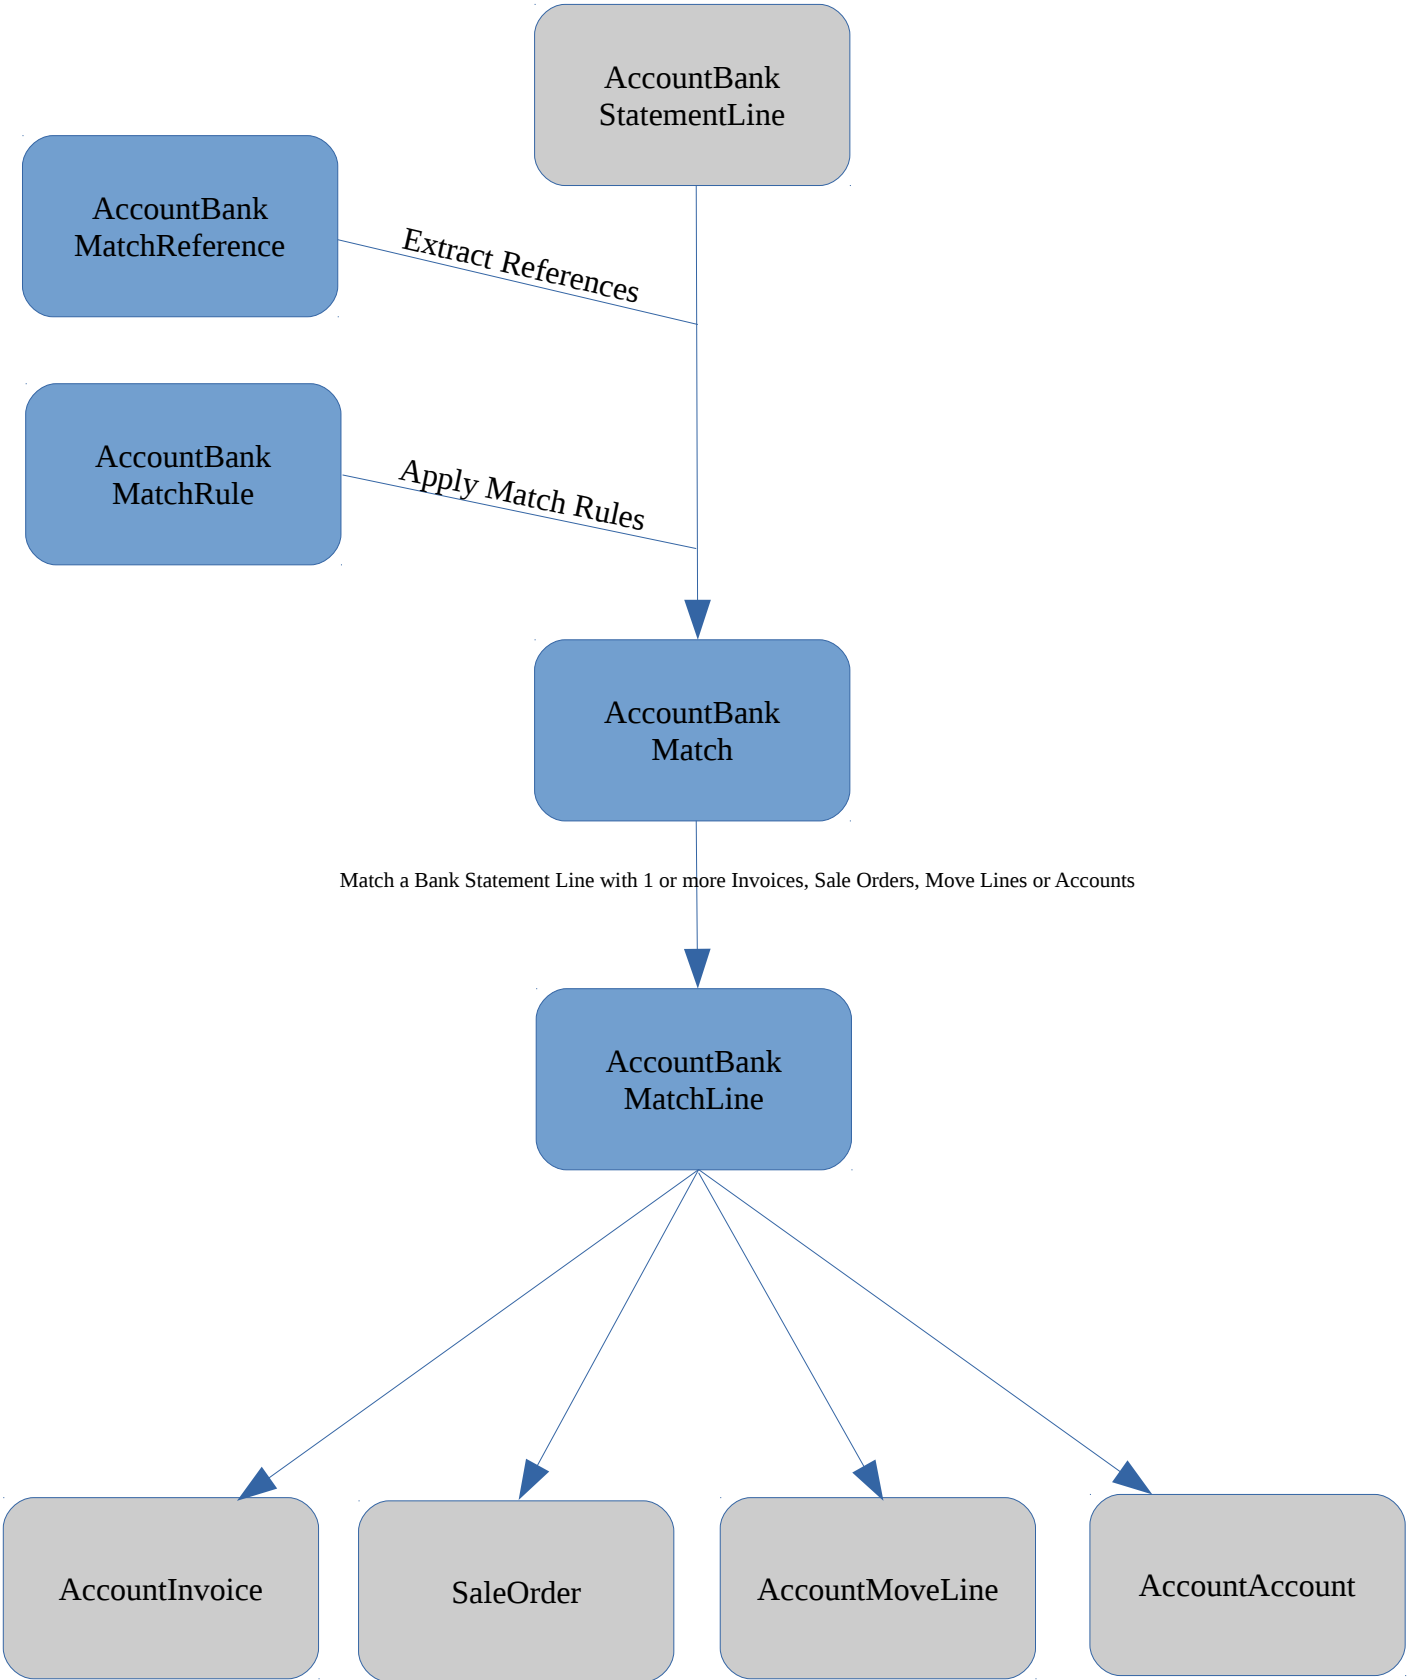 AccountBank
StatementLine
AccountBank
MatchReference
Extract References
AccountBank
MatchRule
Apply Match Rules
AccountBank
Match
Match a Bank Statement Line with 1 or more Invoices, Sale Orders, Move Lines or Accounts
AccountBank
MatchLine
AccountInvoice
SaleOrder
AccountMoveLine
AccountAccount